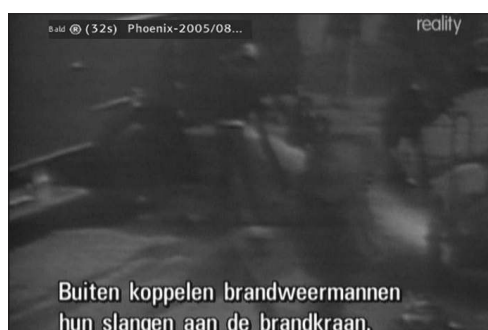 Bald ® (32s) Phoenix-2005/08...
reality
Buiten koppelen brandweermannen
hun slangen aan de brandkraan.